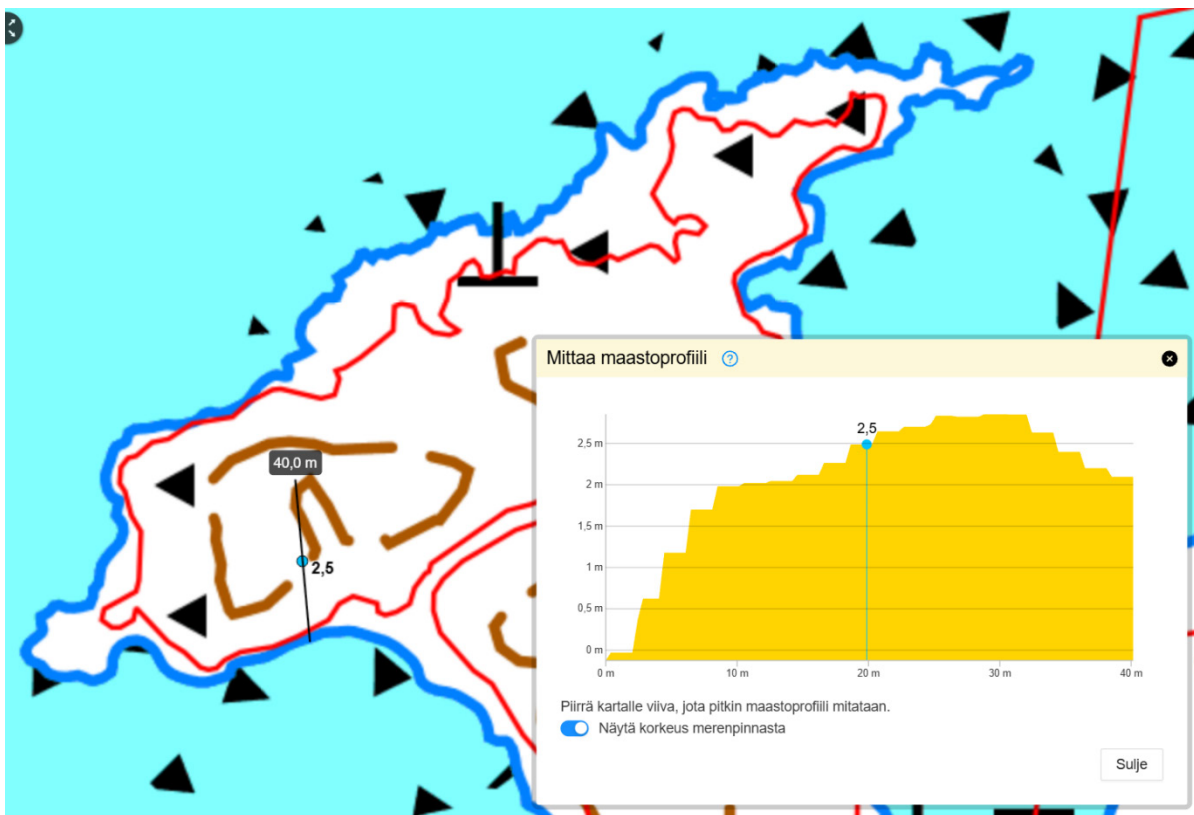 Mittaa maastoprofiili ?
40,0 m
2,5
2,5
2,5 m
2 m
1,5 m
1 m
0,5 m
0 m
0 m 10 m 20 m 30 m 40 m
Piirrä kartalle viiva, jota pitkin maastoprofiili mitataan.
Näytä korkeus merenpinnasta
Sulje